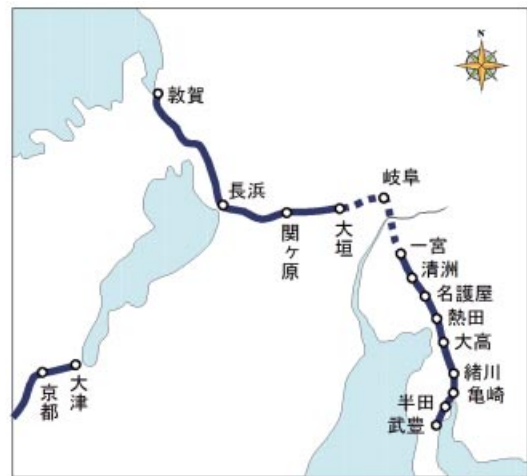 N
敦賀
長浜
関ヶ原
大垣
岐阜
一宮
清洲
名護屋
熱田
大高
緒川
亀崎
半田
武豊
大津
京都